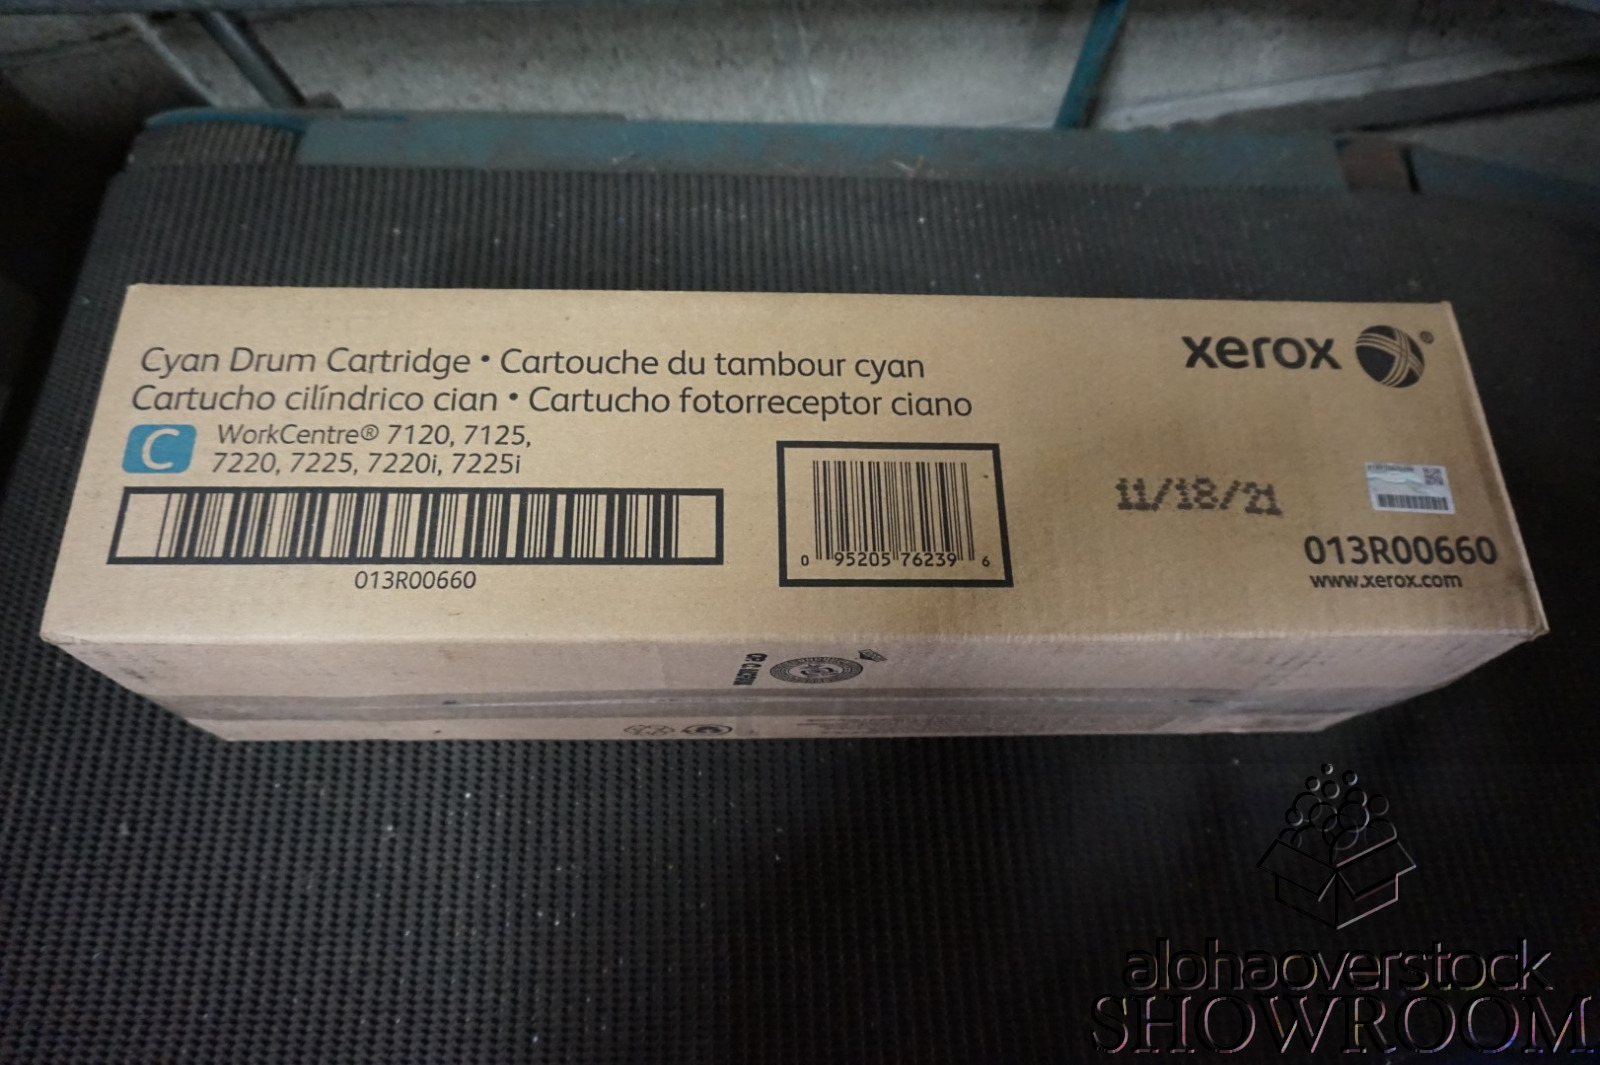 Cyan Drum Cartridge • Cartouche du tambour cyan
Cartucho cilíndrico cian • Cartucho fotorreceptor ciano
C
WorkCentre® 7120, 7125,
7220, 7225, 7220i, 7225i
013R00660
0 95205 76239 6
xerox ®
11/18/21
013R00660
www.xerox.com
alohaoverstock
SHOWROOM